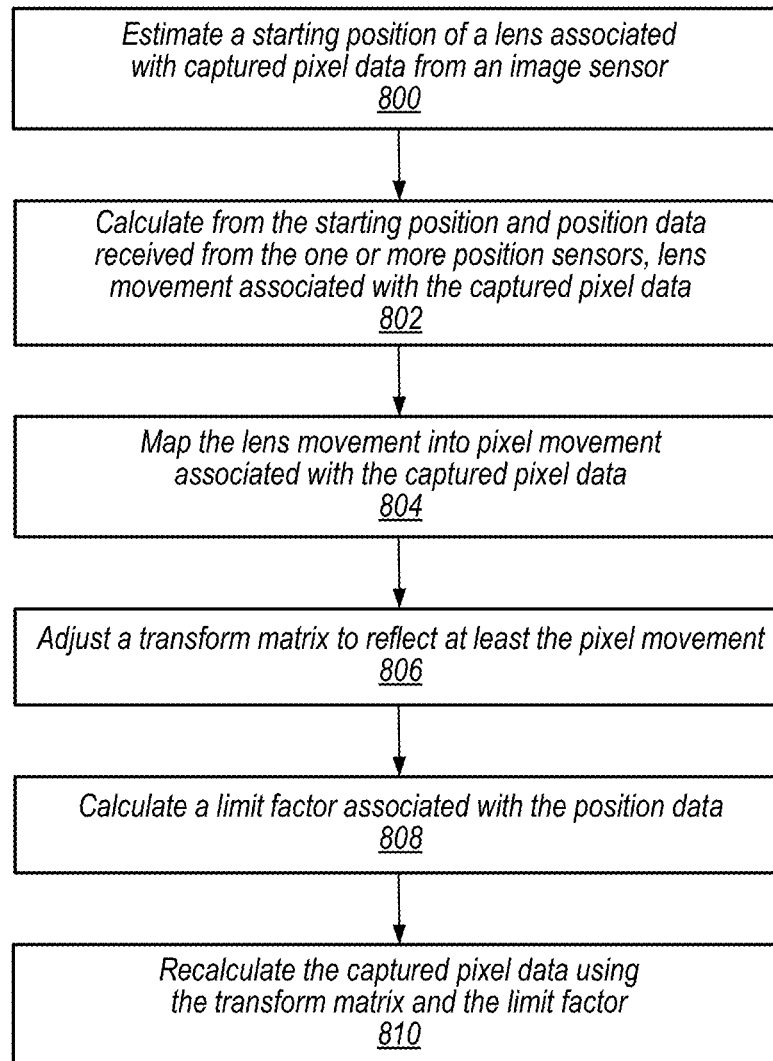 Estimate a starting position of a lens associated
with captured pixel data from an image sensor
800
Calculate from the starting position and position data
received from the one or more position sensors, lens
movement associated with the captured pixel data
802
Map the lens movement into pixel movement
associated with the captured pixel data
804
Adjust a transform matrix to reflect at least the pixel movement
806
Calculate a limit factor associated with the position data
808
Recalculate the captured pixel data using
the transform matrix and the limit factor
810